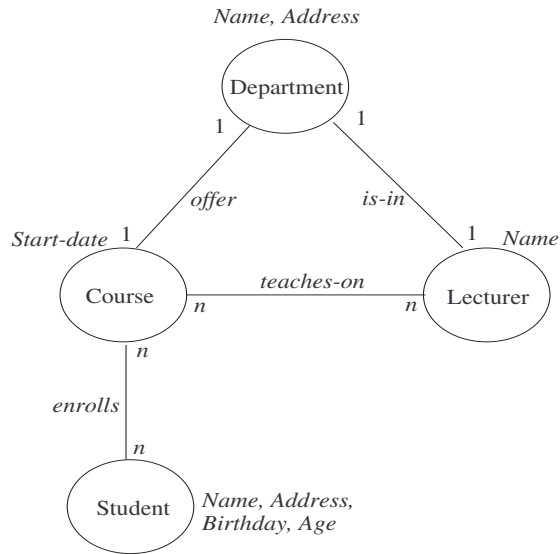 Name, Address
Department
1
1
offer
is-in
Start-date
1
1
Name
Course
teaches-on
Lecturer
n
n
n
enrolls
n
Student
Name, Address,
Birthday, Age